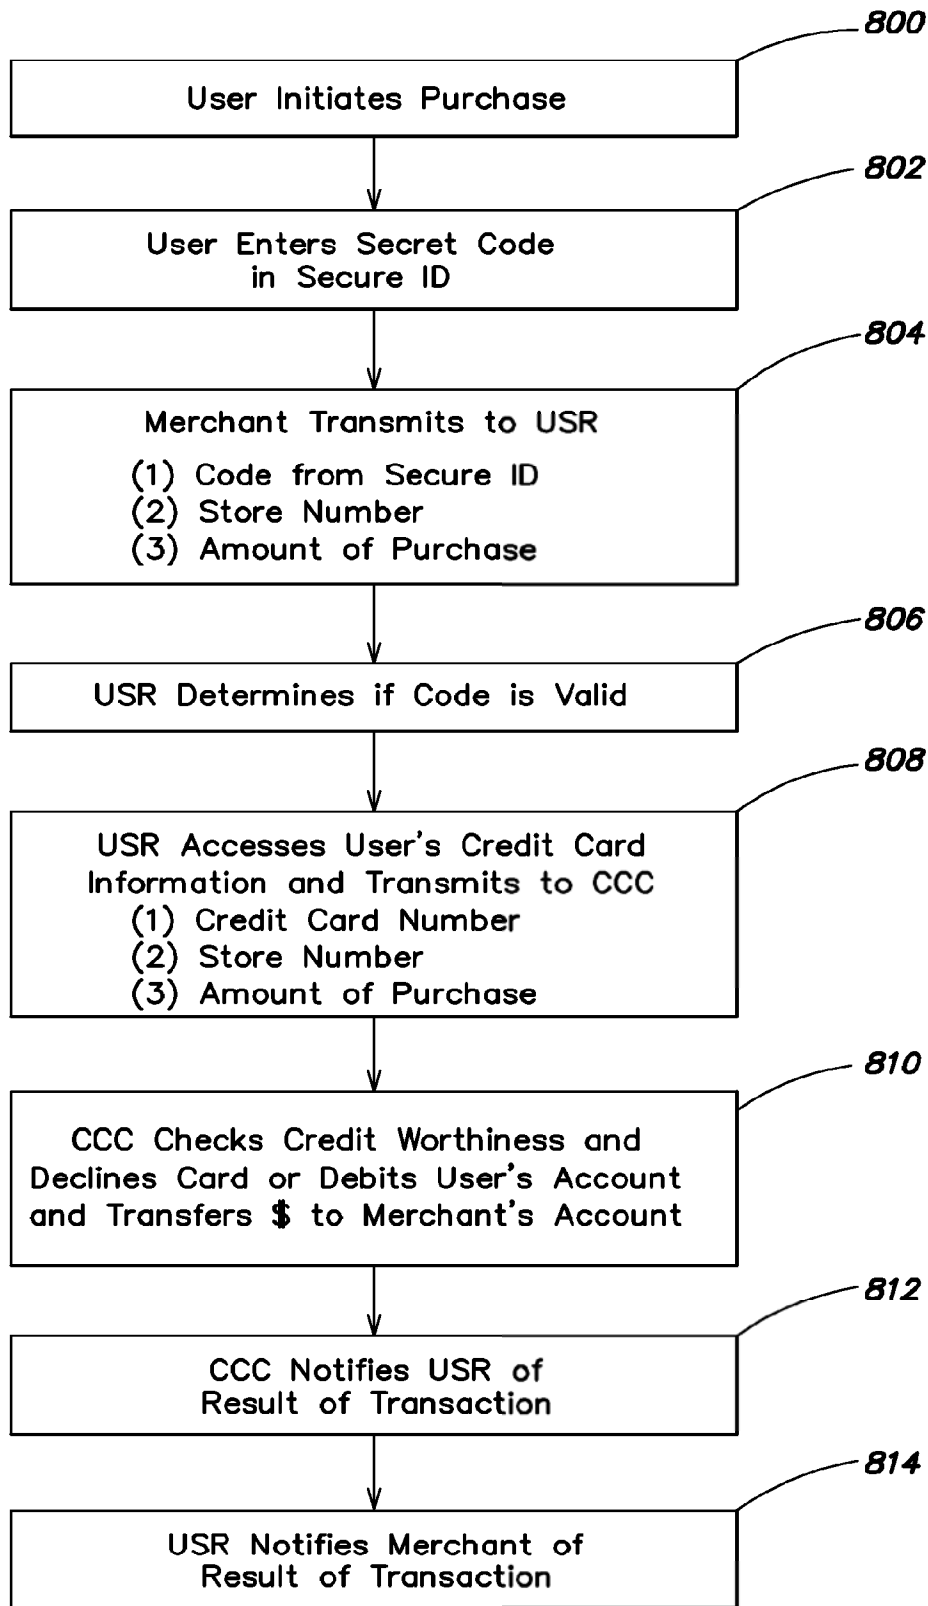 800
User Initiates Purchase
802
User Enters Secret Code
in Secure ID
804
Merchant Transmits to USR
(1) Code from Secure ID
(2) Store Number
(3) Amount of Purchase
806
USR Determines if Code is Valid
808
USR Accesses User's Credit Card
Information and Transmits to CCC
(1) Credit Card Number
(2) Store Number
(3) Amount of Purchase
810
CCC Checks Credit Worthiness and
Declines Card or Debits User's Account
and Transfers $ to Merchant's Account
812
CCC Notifies USR of
Result of Transaction
814
USR Notifies Merchant of
Result of Transaction